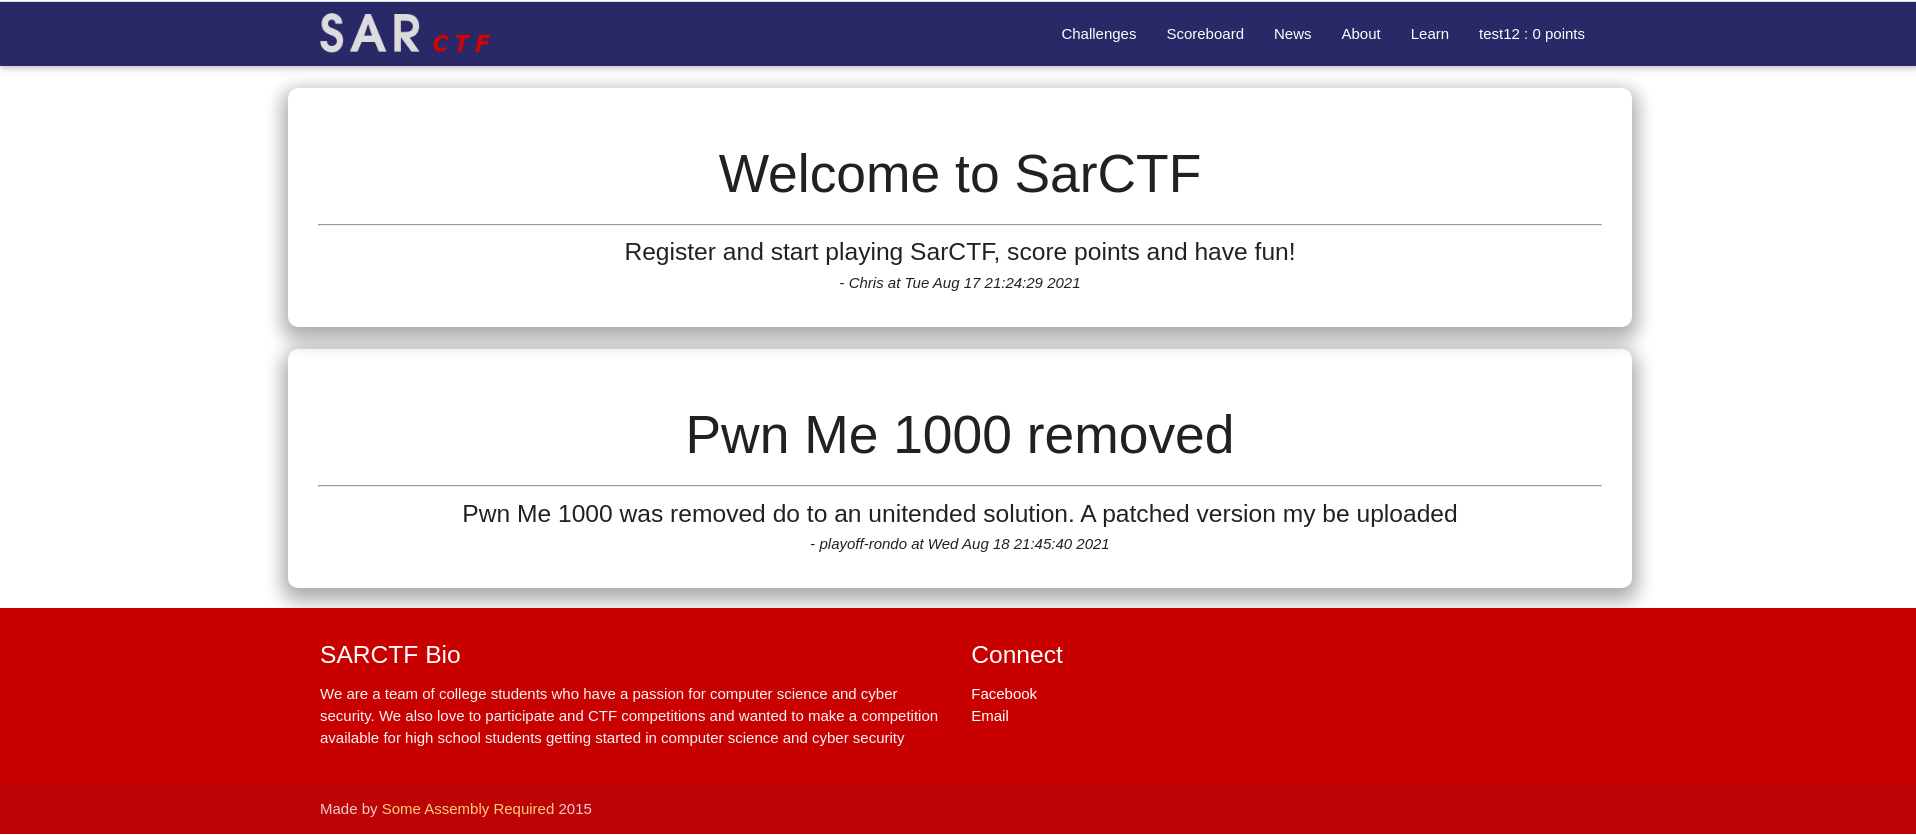 SAR CTF
Challenges Scoreboard News About Learn test12 : 0 points
Welcome to SarCTF
Register and start playing SarCTF, score points and have fun!
- Chris at Tue Aug 17 21:24:29 2021
Pwn Me 1000 removed
Pwn Me 1000 was removed do to an unitended solution. A patched version my be uploaded
- playoff-rondo at Wed Aug 18 21:45:40 2021
SARCTF Bio
We are a team of college students who have a passion for computer science and cyber
security. We also love to participate and CTF competitions and wanted to make a competition
available for high school students getting started in computer science and cyber security
Connect
Facebook
Email
Made by Some Assembly Required 2015